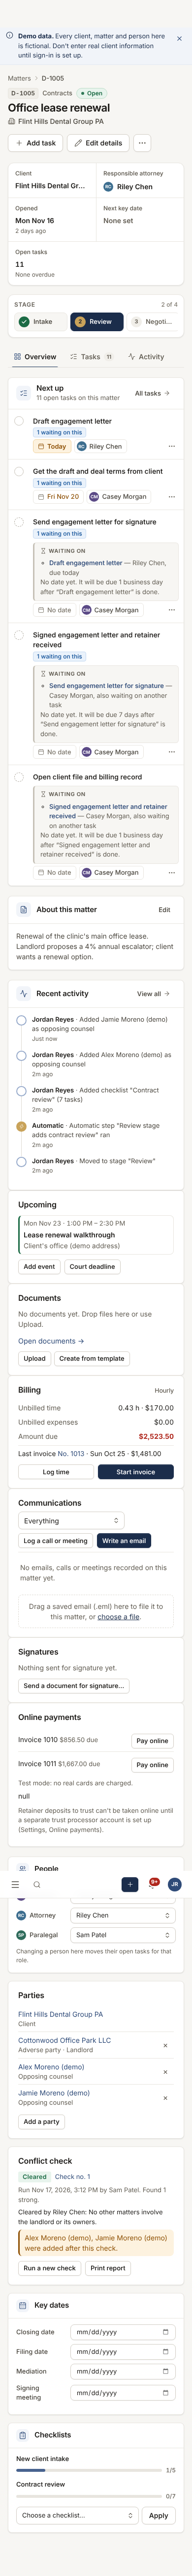 Demo data. Every client, matter and person here
is fictional. Don't enter real client information
until sign-in is set up.
Matters > D-1005
D-1005 Contracts Open
Office lease renewal
Flint Hills Dental Group PA
Add task
Edit details
Client
Flint Hills Dental Gr...
Responsible attorney
RC Riley Chen
Opened
Mon Nov 16
2 days ago
Next key date
None set
Open tasks
11
None overdue
STAGE
2 of 4
Intake
2 Review
3 Negoti...
Overview
Tasks 11
Activity
Next up
11 open tasks on this matter
All tasks →
Draft engagement letter
1 waiting on this
Today RC Riley Chen
Get the draft and deal terms from client
1 waiting on this
Fri Nov 20 CM Casey Morgan
Send engagement letter for signature
1 waiting on this
WAITING ON
Draft engagement letter — Riley Chen,
due today
No date yet. It will be due 1 business day
after "Draft engagement letter" is done.
No date CM Casey Morgan
Signed engagement letter and retainer
received
1 waiting on this
WAITING ON
Send engagement letter for signature —
Casey Morgan, also waiting on another
task
No date yet. It will be due 7 days after
"Send engagement letter for signature" is
done.
No date CM Casey Morgan
Open client file and billing record
WAITING ON
Signed engagement letter and retainer
received — Casey Morgan, also waiting
on another task
No date yet. It will be due 1 business day
after "Signed engagement letter and
retainer received" is done.
No date CM Casey Morgan
About this matter
Edit
Renewal of the clinic's main office lease.
Landlord proposes a 4% annual escalator; client
wants a renewal option.
Recent activity
View all →
Jordan Reyes · Added Jamie Moreno (demo)
as opposing counsel
Just now
Jordan Reyes · Added Alex Moreno (demo) as
opposing counsel
2m ago
Jordan Reyes · Added checklist "Contract
review" (7 tasks)
2m ago
Automatic · Automatic step "Review stage
adds contract review" ran
2m ago
Jordan Reyes · Moved to stage "Review"
2m ago
Upcoming
Mon Nov 23 · 1:00 PM – 2:30 PM
Lease renewal walkthrough
Client's office (demo address)
Add event
Court deadline
Documents
No documents yet. Drop files here or use
Upload.
Open documents →
Upload
Create from template
Billing
Hourly
Unbilled time 0.43 h · $170.00
Unbilled expenses $0.00
Amount due $2,523.50
Last invoice No. 1013 · Sun Oct 25 · $1,481.00
Log time
Start invoice
Communications
Everything
Log a call or meeting
Write an email
No emails, calls or meetings recorded on this
matter yet.
Drag a saved email (.eml) here to file it to
this matter, or choose a file.
Signatures
Nothing sent for signature yet.
Send a document for signature...
Online payments
Invoice 1010 $856.50 due
Pay online
Invoice 1011 $1,667.00 due
Pay online
Test mode: no real cards are charged.
null
Retainer deposits to trust can't be taken online until
a separate trust processor account is set up
(Settings, Online payments).
People
9+
JR
RC Attorney Riley Chen
SP Paralegal Sam Patel
Changing a person here moves their open tasks for that
role.
Parties
Flint Hills Dental Group PA
Client
Cottonwood Office Park LLC
Adverse party · Landlord
Alex Moreno (demo)
Opposing counsel
Jamie Moreno (demo)
Opposing counsel
Add a party
Conflict check
Cleared Check no. 1
Run Nov 17, 2026, 3:12 PM by Sam Patel. Found 1
strong.
Cleared by Riley Chen: No other matters involve
the landlord or its owners.
Alex Moreno (demo), Jamie Moreno (demo)
were added after this check.
Run a new check
Print report
Key dates
Closing date mm/dd/yyyy
Filing date mm/dd/yyyy
Mediation mm/dd/yyyy
Signing
meeting
mm/dd/yyyy
Checklists
New client intake
1/5
Contract review
0/7
Choose a checklist...
Apply